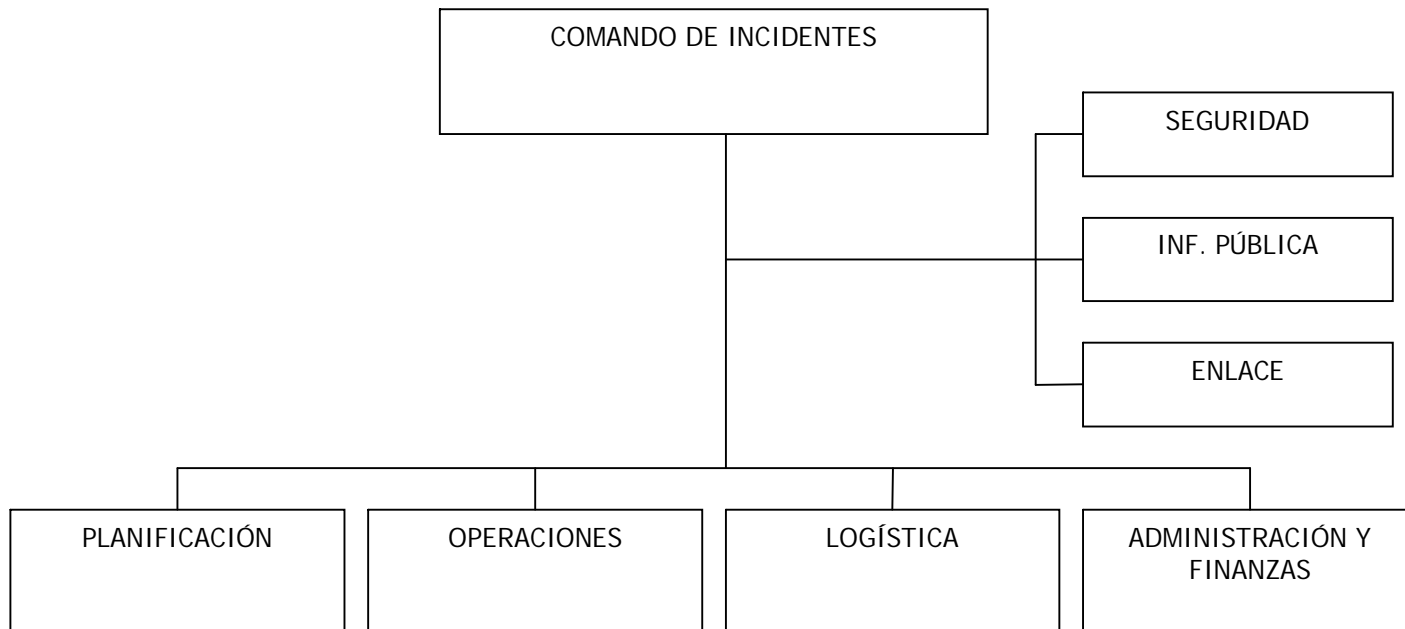 COMANDO DE INCIDENTES
SEGURIDAD
INF. PÚBLICA
ENLACE
PLANIFICACIÓN
OPERACIONES
LOGÍSTICA
ADMINISTRACIÓN Y
FINANZAS